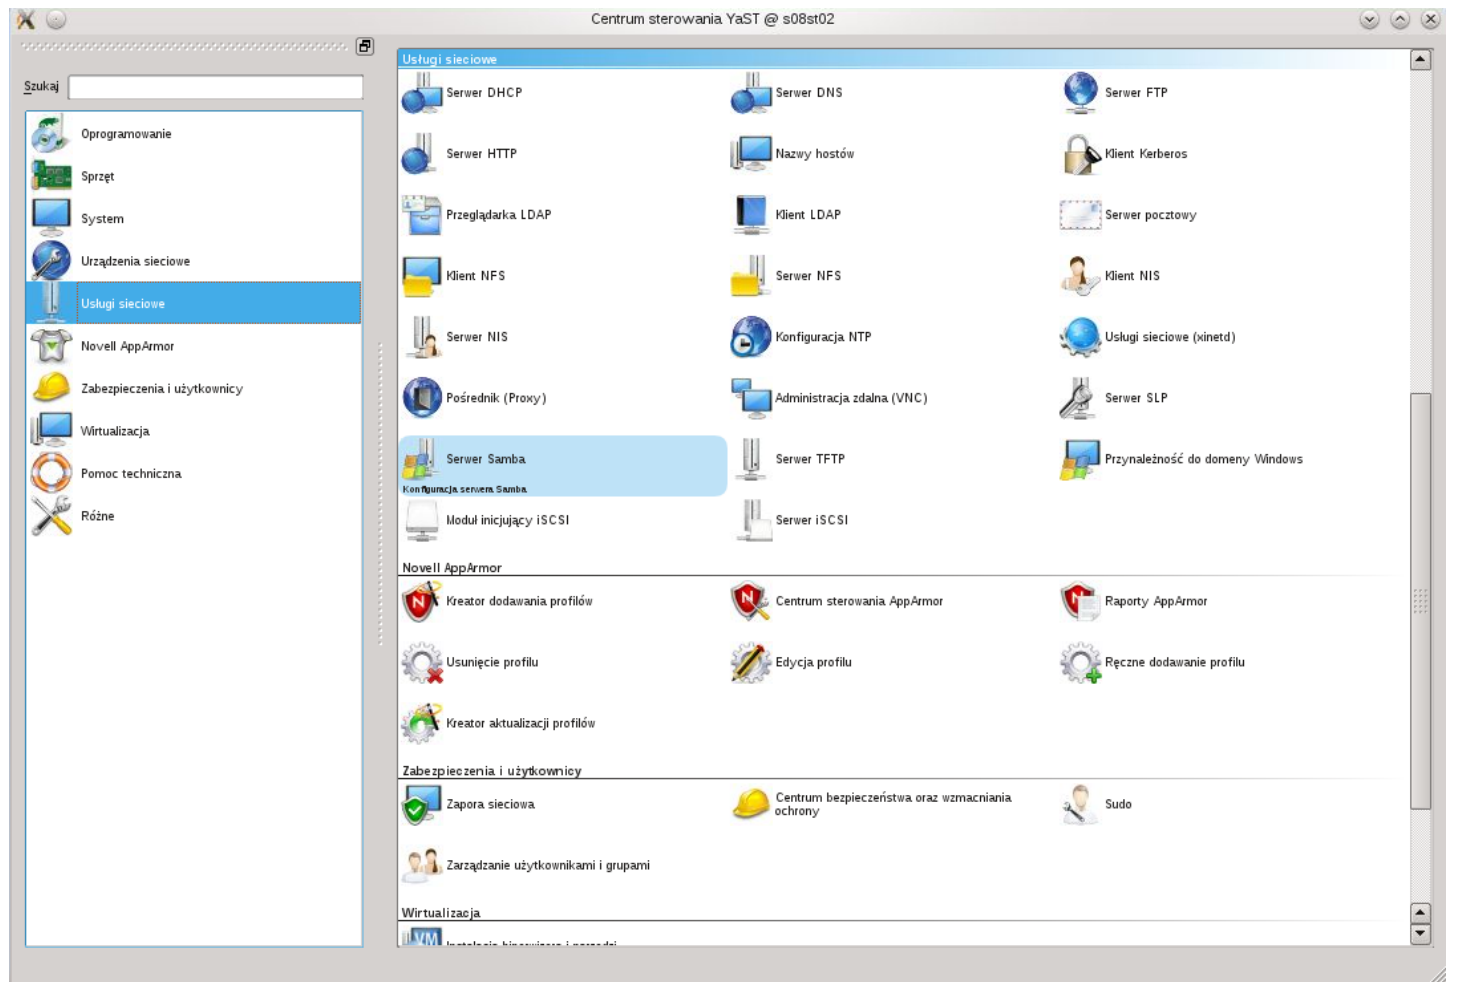 Centrum sterowania YaST @ s08st02
Szukaj
Oprogramowanie
Sprzęt
System
Urządzenia sieciowe
Usługi sieciowe
Novell AppArmor
Zabezpieczenia i użytkownicy
Wirtualizacja
Pomoc techniczna
Różne
Usługi sieciowe
Serwer DHCP
Serwer DNS
Serwer FTP
Serwer HTTP
Nazwy hostów
Klient Kerberos
Przeglądarka LDAP
Klient LDAP
Serwer pocztowy
Klient NFS
Serwer NFS
Klient NIS
Serwer NIS
Konfiguracja NTP
Usługi sieciowe (xinetd)
Pośrednik (Proxy)
Administracja zdalna (VNC)
Serwer SLP
Serwer Samba
Konfiguracja serwera Samba
Serwer TFTP
Przynależność do domeny Windows
Moduł inicjujący iSCSI
Serwer iSCSI
Novell AppArmor
Kreator dodawania profilów
Centrum sterowania AppArmor
Raporty AppArmor
Usunięcie profilu
Edycja profilu
Ręczne dodawanie profilu
Kreator aktualizacji profilów
Zabezpieczenia i użytkownicy
Zapora sieciowa
Centrum bezpieczeństwa oraz wzmacniania
ochrony
Sudo
Zarządzanie użytkownikami i grupami
Wirtualizacja
VM
Instalacja hiperwizora i narzędzi